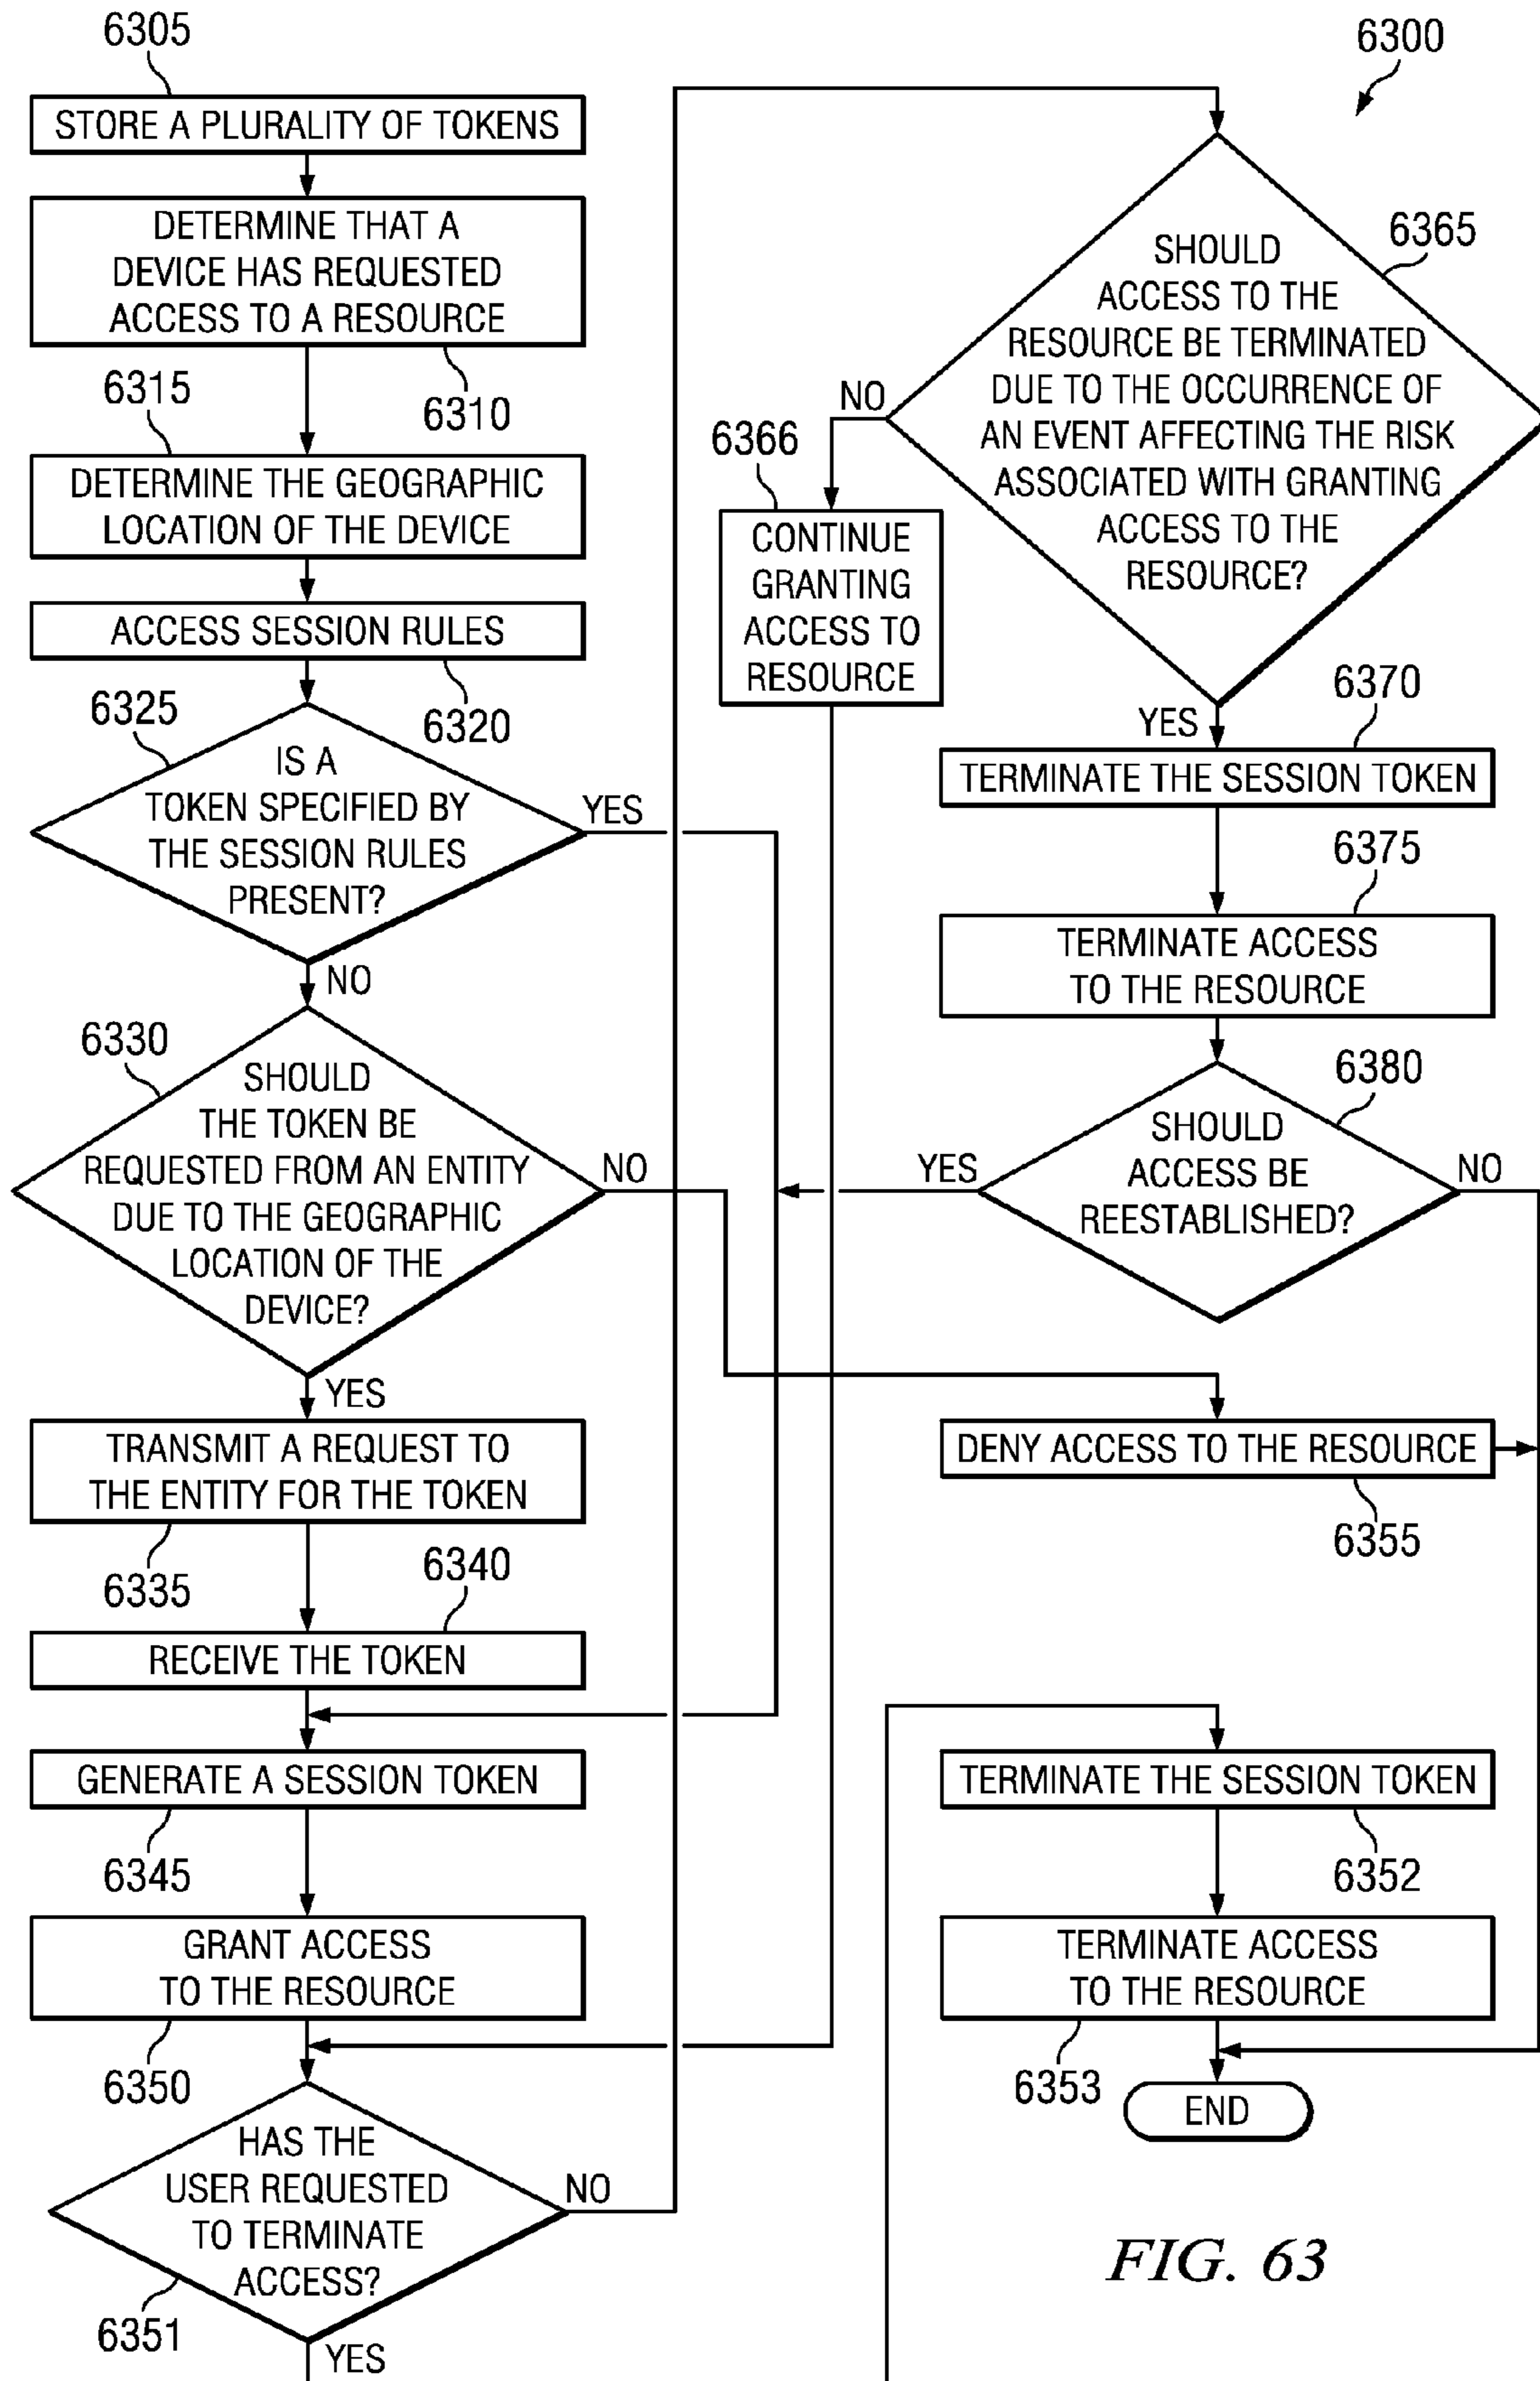 6305
STORE A PLURALITY OF TOKENS
DETERMINE THAT A
DEVICE HAS REQUESTED
ACCESS TO A RESOURCE
6310
6315
DETERMINE THE GEOGRAPHIC
LOCATION OF THE DEVICE
ACCESS SESSION RULES
6320
6325
IS A
TOKEN SPECIFIED BY
THE SESSION RULES
PRESENT?
YES
NO
6330
SHOULD
THE TOKEN BE
REQUESTED FROM AN ENTITY
DUE TO THE GEOGRAPHIC
LOCATION OF THE
DEVICE?
NO
YES
TRANSMIT A REQUEST TO
THE ENTITY FOR THE TOKEN
6335
6340
RECEIVE THE TOKEN
GENERATE A SESSION TOKEN
6345
GRANT ACCESS
TO THE RESOURCE
6350
HAS THE
USER REQUESTED
TO TERMINATE
ACCESS?
NO
6351
YES
6300
SHOULD
ACCESS TO THE
RESOURCE BE TERMINATED
DUE TO THE OCCURRENCE OF
AN EVENT AFFECTING THE RISK
ASSOCIATED WITH GRANTING
ACCESS TO THE
RESOURCE?
6365
NO
6366
CONTINUE
GRANTING
ACCESS TO
RESOURCE
YES
6370
TERMINATE THE SESSION TOKEN
6375
TERMINATE ACCESS
TO THE RESOURCE
6380
SHOULD
ACCESS BE
REESTABLISHED?
YES
NO
DENY ACCESS TO THE RESOURCE
6355
TERMINATE THE SESSION TOKEN
6352
TERMINATE ACCESS
TO THE RESOURCE
6353
END
FIG. 63